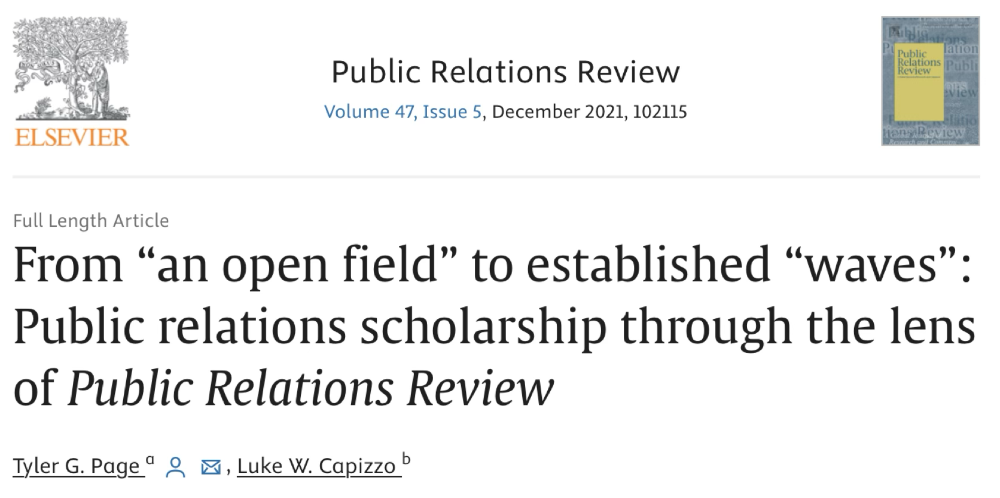 ELSEVIER
Public Relations Review
Volume 47, Issue 5, December 2021, 102115
Public
Relations
Review
Full Length Article
From “an open field” to established “waves”:
Public relations scholarship through the lens
of Public Relations Review
Tyler G. Page a , Luke W. Capizzo b